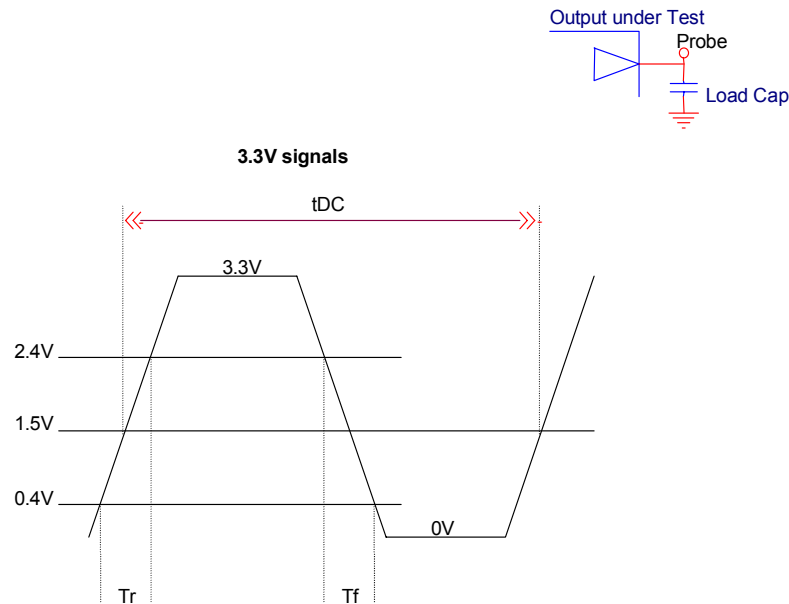 Output under Test
Probe
Load Cap
3.3V signals
tDC
3.3V
2.4V
1.5V
0.4V
0V
Tr
Tf